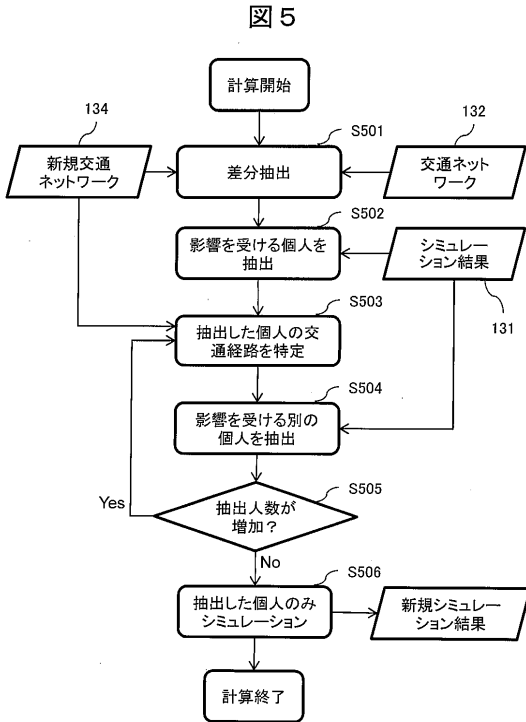 図５
計算開始
134
S501
132
新規交通
ネットワーク
差分抽出
交通ネット
ワーク
S502
影響を受ける個人を
抽出
シミュレー
ション結果
S503
131
抽出した個人の交
通経路を特定
S504
影響を受ける別の
個人を抽出
S505
Yes
抽出人数が
増加？
No
S506
抽出した個人のみ
シミュレーション
新規シミュレー
ション結果
計算終了